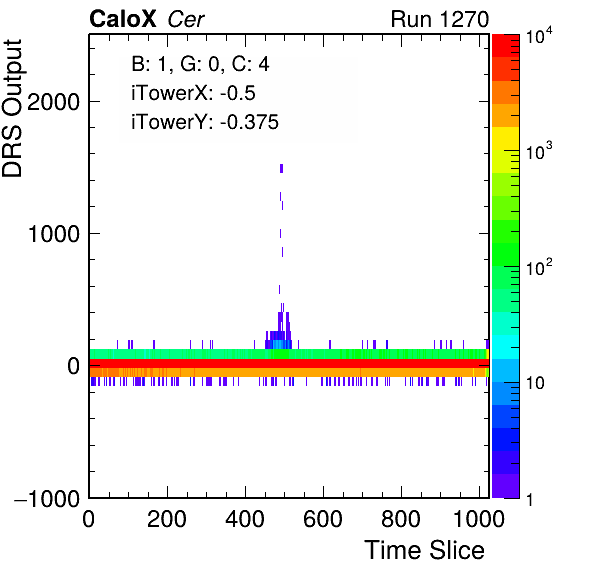 CaloX Cer Run 1270
DRS Output
B: 1, G: 0, C: 4
iTowerX: -0.5
iTowerY: -0.375
2000
1000
0
−1000
0 200 400 600 800 1000
Time Slice
10^4
10^3
10^2
10
1